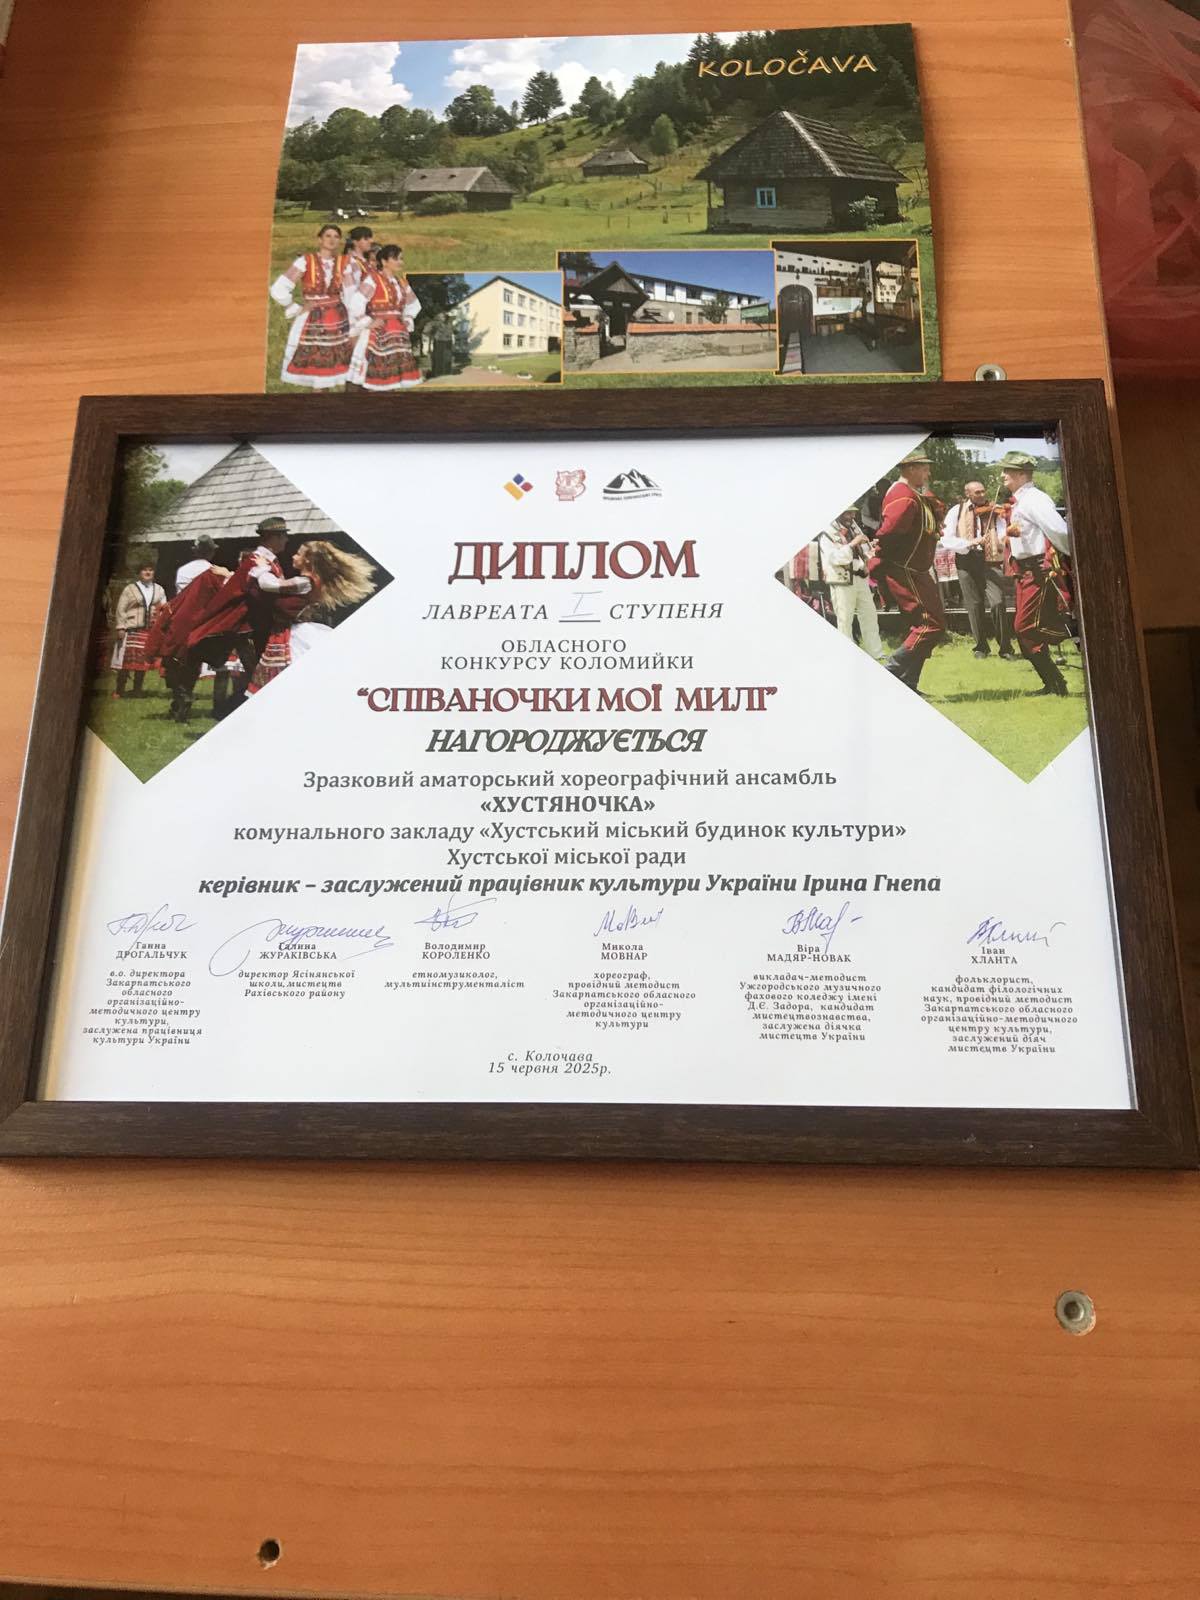 KOLOČAVA
ДИПЛОМ
ЛАВРЕАТА I СТУПЕНЯ
ОБЛАСНОГО
КОНКУРСУ КОЛОМИЙКИ
“СПІВАНОЧКИ МОЇ МИЛІ”
НАГОРОДЖУЄТЬСЯ
Зразковий аматорський хореографічний ансамбль
«ХУСТЯНОЧКА»
комунального закладу «Хустський міський будинок культури»
Хустської міської ради
керівник – заслужений працівник культури України Ірина Гнепа
Ганна
ДРОГАЛЬЧУК
в.о. директора
Закарпатського
обласного
організаційно-
методичного центру
культури,
заслужена працівниця
культури України
Галина
ЖУРАКІВСЬКА
директор Ясінянської
школи,мистецтв
Рахівського району
Володимир
КОРОЛЕНКО
етномузиколог,
мультиінструменталіст
Микола
МОВНАР
хореограф,
провідний методист
Закарпатського обласного
організаційно-
методичного центру
культури
Віра
МАДЯР-НОВАК
викладач-методист
Ужгородського музичного
фахового коледжу імені
Д.Є. Задора, кандидат
мистецтвознавства,
заслужена діячка
мистецтв України
Іван
ХЛАНТА
фольклорист,
кандидат філологічних
наук, провідний методист
Закарпатського обласного
організаційно-методичного
центру культури,
заслужений діяч
мистецтв України
с. Колочава
15 червня 2025р.